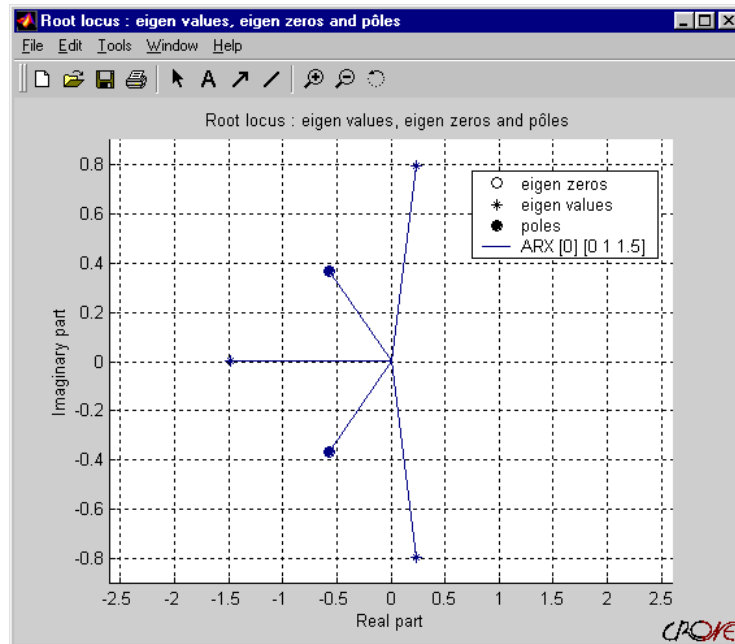 Root locus : eigen values, eigen zeros and pôles
File Edit Tools Window Help
A
Root locus : eigen values, eigen zeros and pôles
eigen zeros
eigen values
poles
ARX [0] [0 1 1.5]
0.8
0.6
0.4
0.2
0
-0.2
-0.4
-0.6
-0.8
Imaginary part
-2.5 -2 -1.5 -1 -0.5 0 0.5 1 1.5 2 2.5
Real part
CRONE